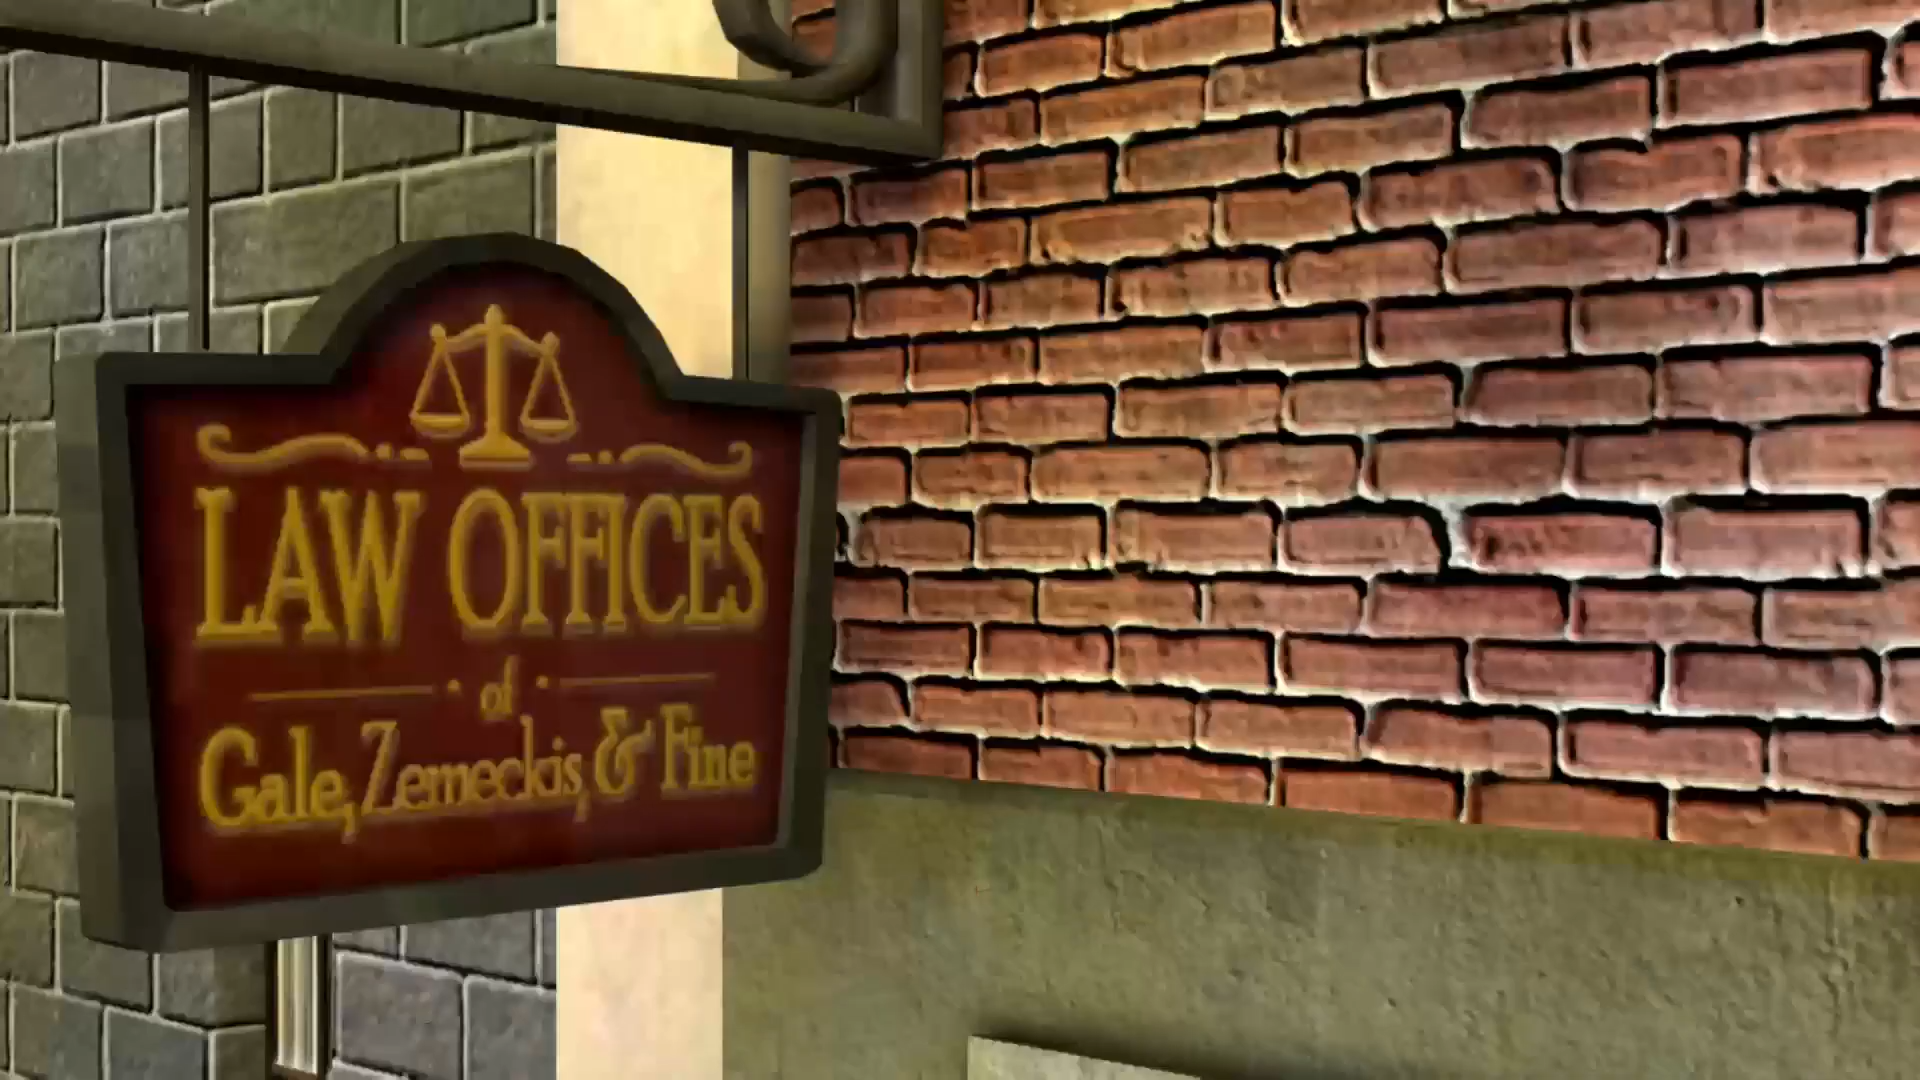 LAW OFFICES
of
Gale, Zemeckis, & Fine